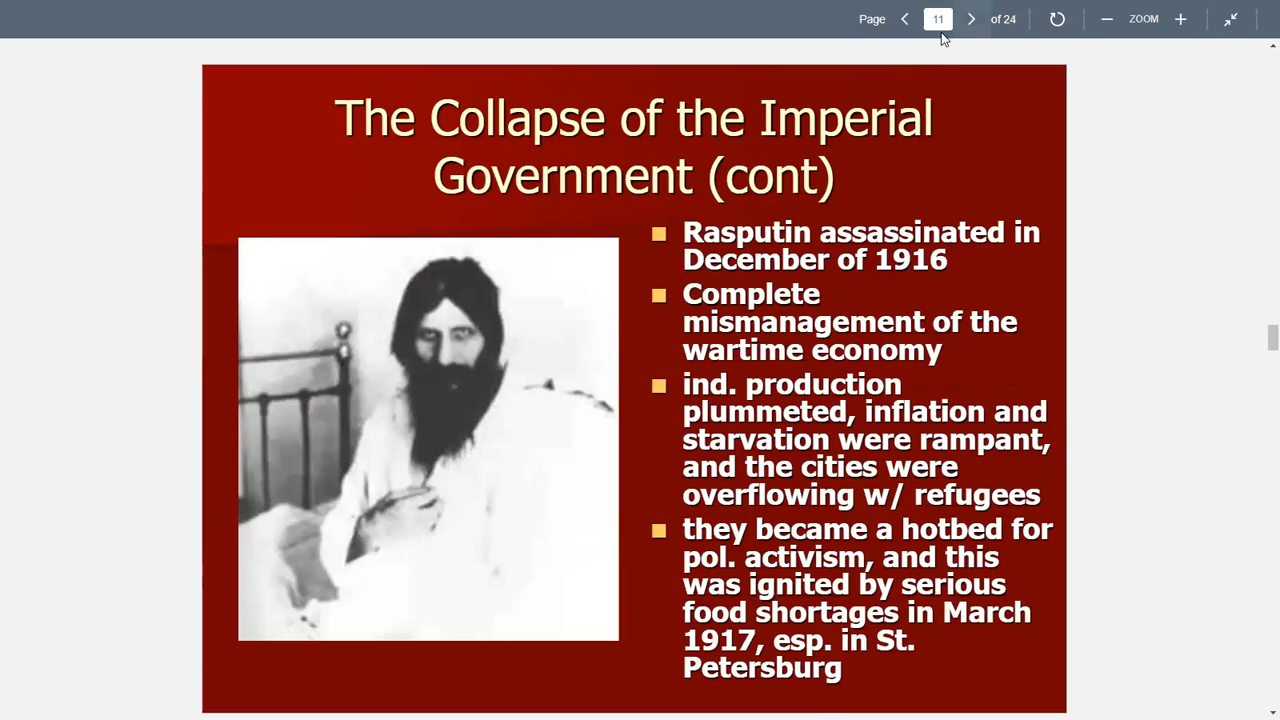 Page 11 of 24 ZOOM
The Collapse of the Imperial
Government (cont)
Rasputin assassinated in
December of 1916
Complete
mismanagement of the
wartime economy
ind. production
plummeted, inflation and
starvation were rampant,
and the cities were
overflowing w/ refugees
they became a hotbed for
pol. activism, and this
was ignited by serious
food shortages in March
1917, esp. in St.
Petersburg